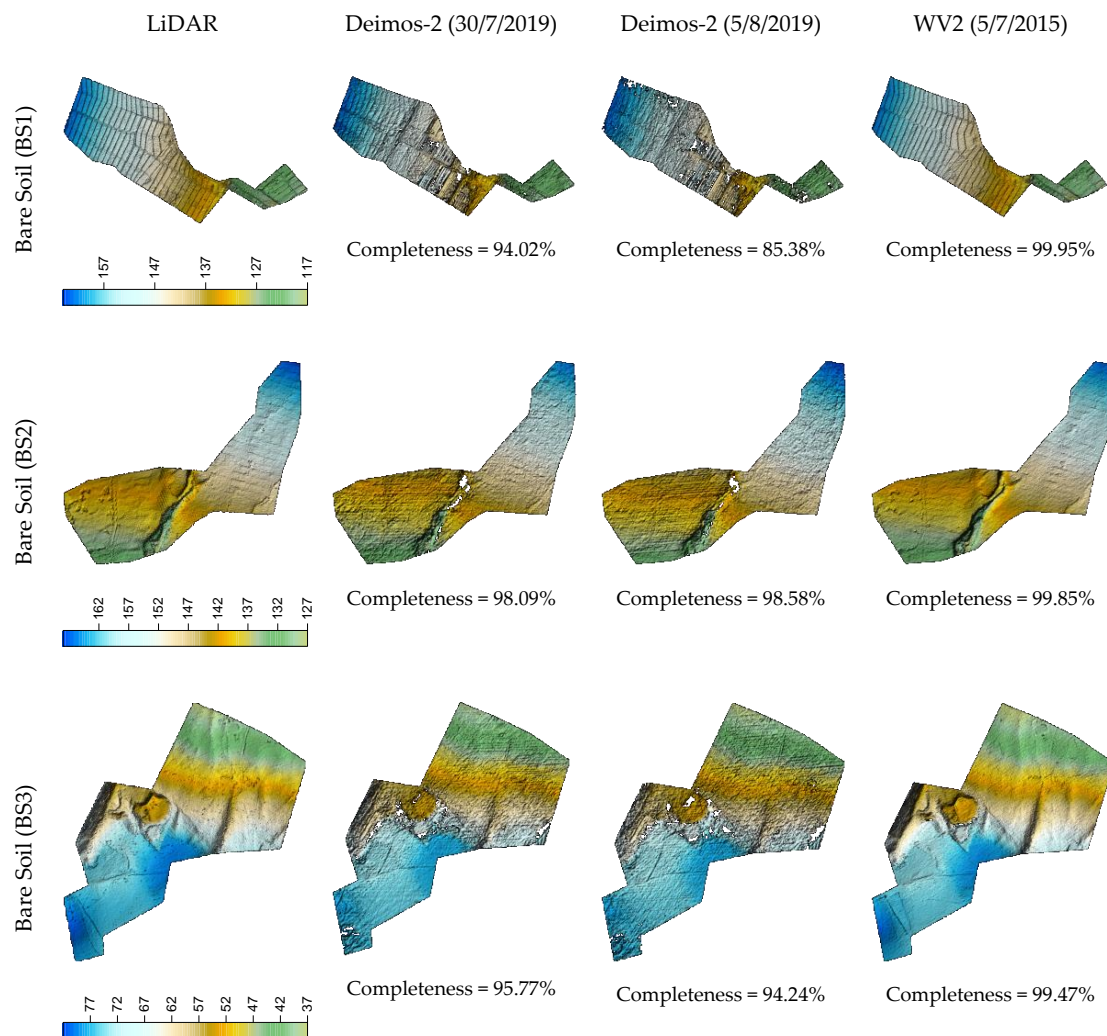 LiDAR Deimos-2 (30/7/2019) Deimos-2 (5/8/2019) WV2 (5/7/2015)
Bare Soil (BS1)
Completeness = 94.02% Completeness = 85.38% Completeness = 99.95%
157 147 137 127 117
Bare Soil (BS2)
Completeness = 98.09% Completeness = 98.58% Completeness = 99.85%
162 157 152 147 142 137 132 127
Bare Soil (BS3)
Completeness = 95.77% Completeness = 94.24% Completeness = 99.47%
77 72 67 62 57 52 47 42 37